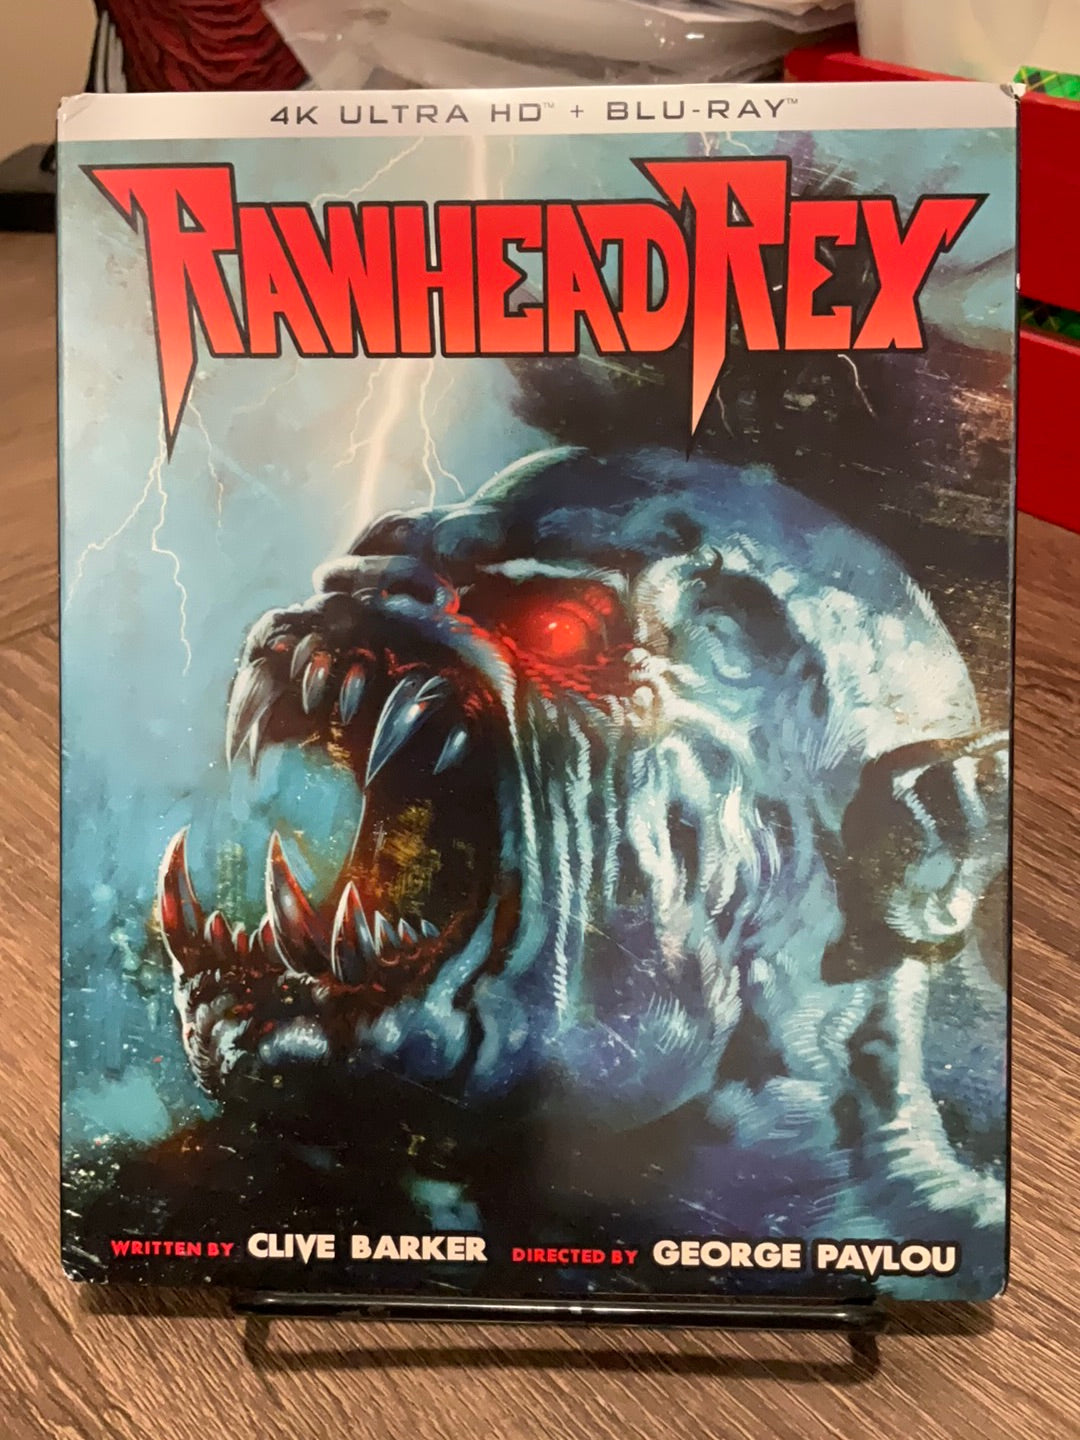 4K ULTRA HD™ + BLU-RAY™
RAWHEAD REX
WRITTEN BY CLIVE BARKER DIRECTED BY GEORGE PAVLOU